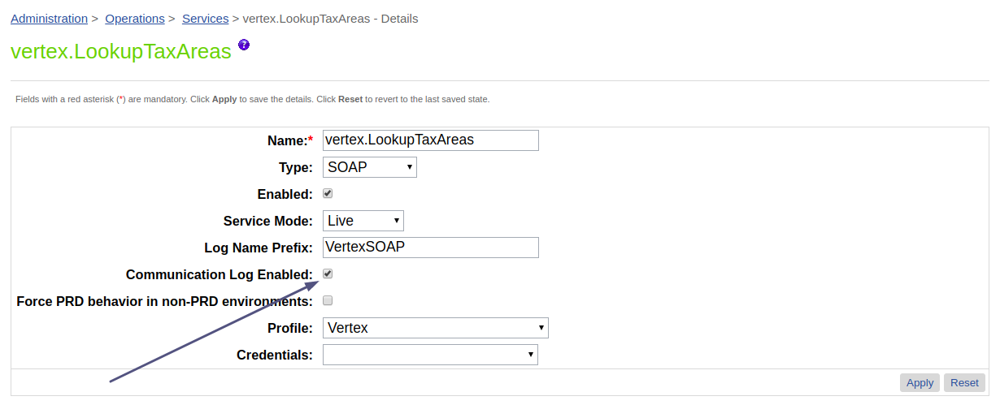 Administration > Operations > Services > vertex.LookupTaxAreas - Details
vertex.LookupTaxAreas ?
Fields with a red asterisk (*) are mandatory. Click Apply to save the details. Click Reset to revert to the last saved state.
Name:* vertex.LookupTaxAreas
Type: SOAP
Enabled:
Service Mode: Live
Log Name Prefix: VertexSOAP
Communication Log Enabled:
Force PRD behavior in non-PRD environments:
Profile: Vertex
Credentials:
Apply Reset